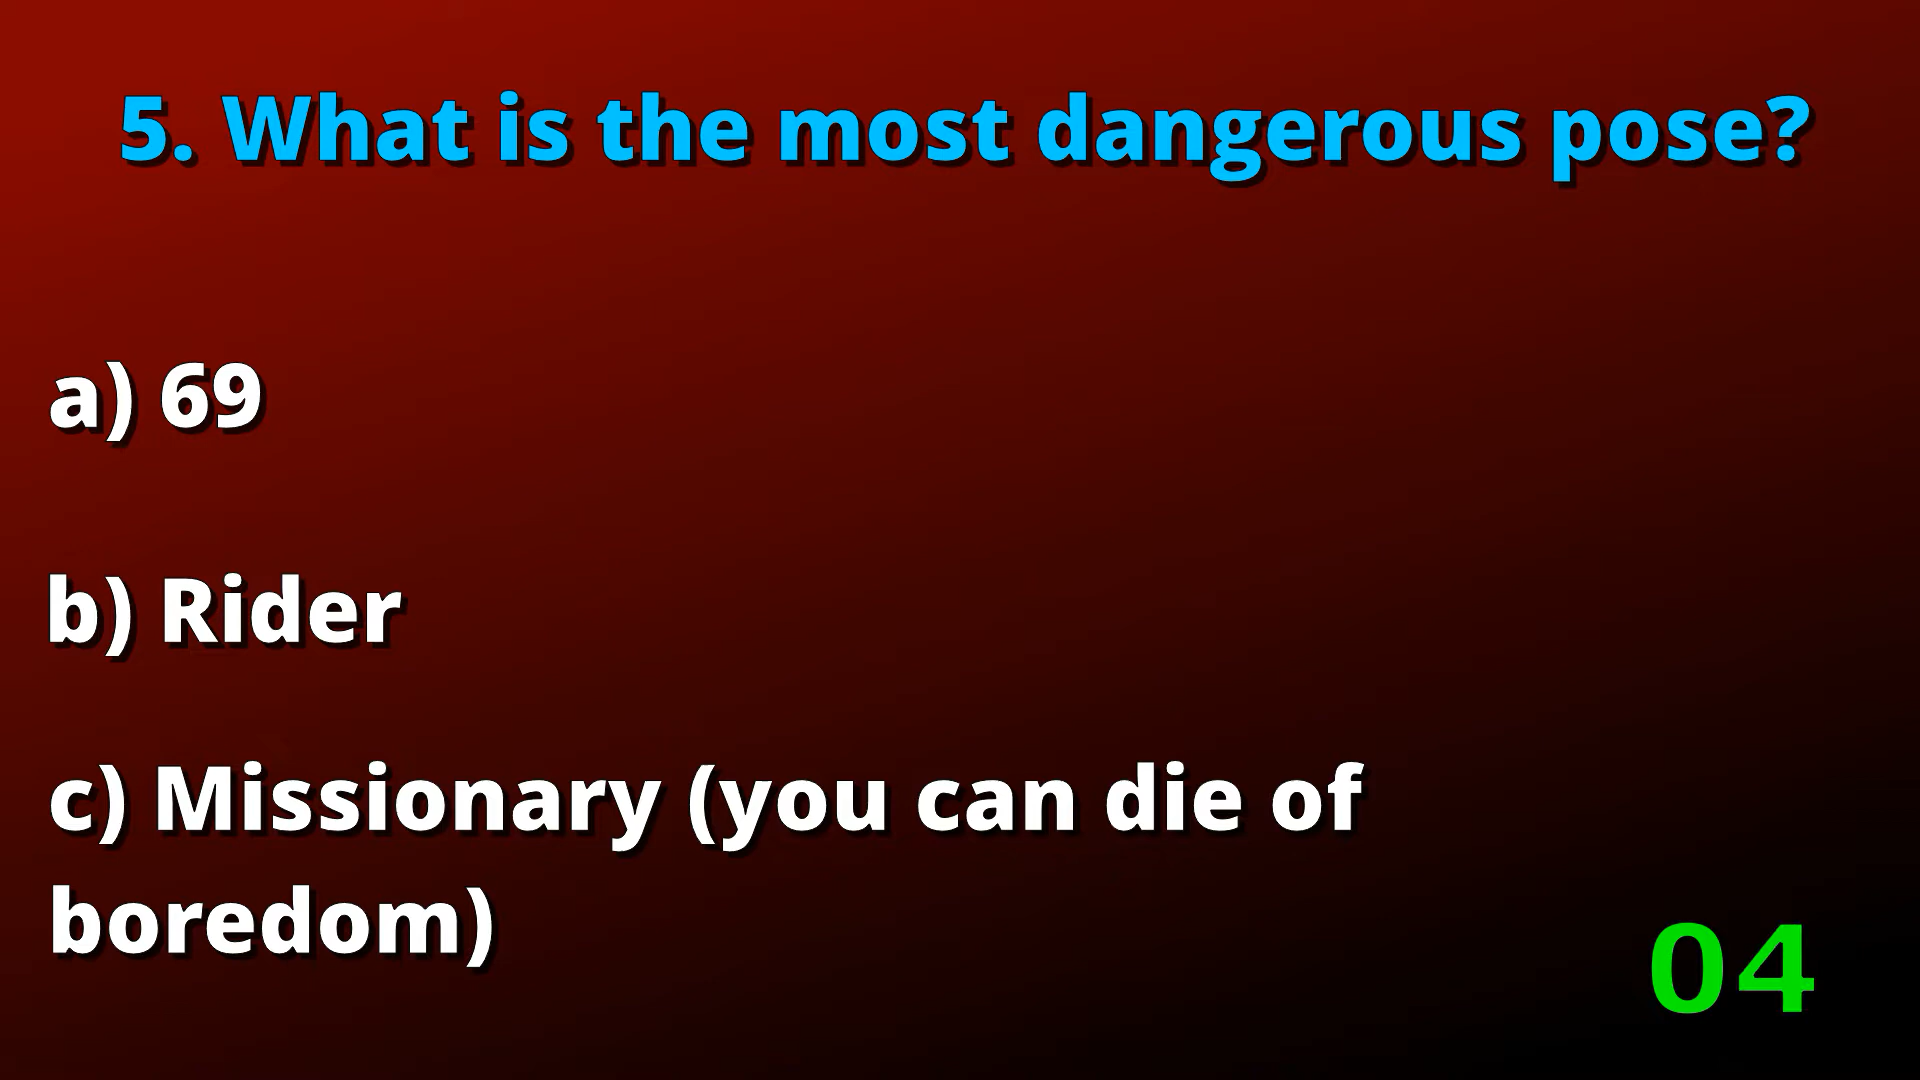 5. What is the most dangerous pose?
a) 69
b) Rider
c) Missionary (you can die of
boredom)
04